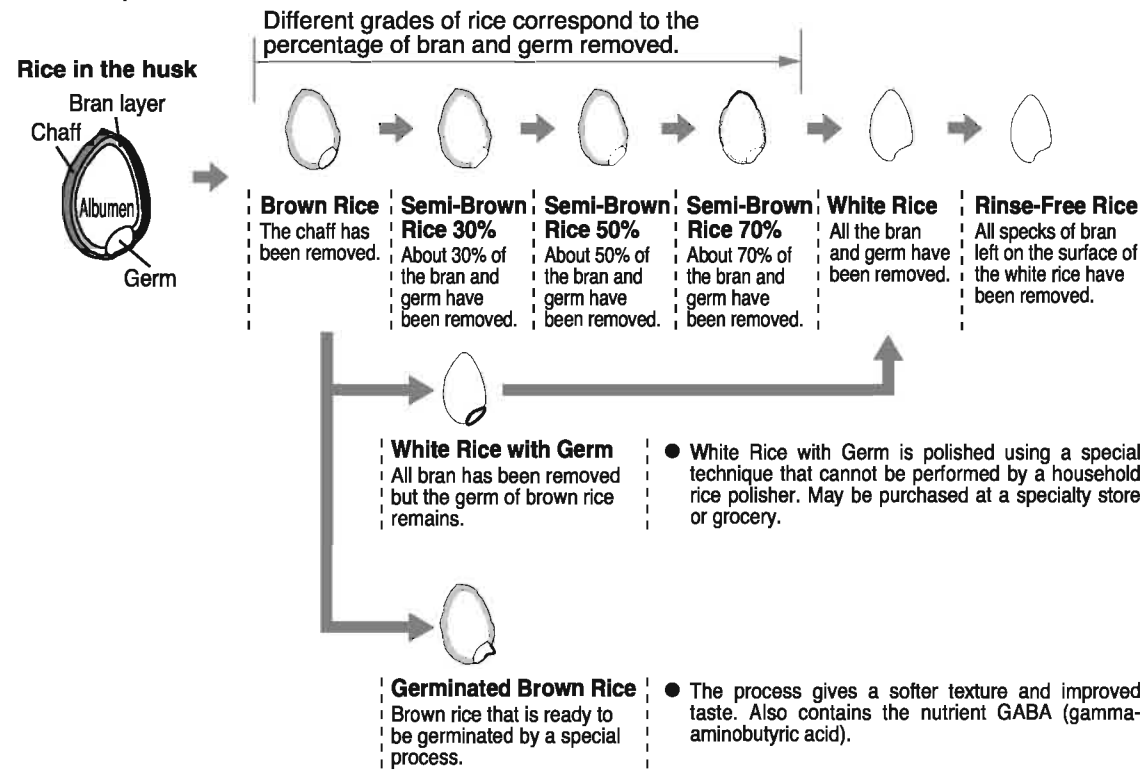 Different grades of rice correspond to the
percentage of bran and germ removed.
Rice in the husk
Bran layer
Chaff
Albumen
Germ
Brown Rice
The chaff has
been removed.
Semi-Brown
Rice 30%
About 30% of
the bran and
germ have
been removed.
Semi-Brown
Rice 50%
About 50% of
the bran and
germ have
been removed.
Semi-Brown
Rice 70%
About 70% of
the bran and
germ have
been removed.
White Rice
All the bran
and germ have
been removed.
Rinse-Free Rice
All specks of bran
left on the surface of
the white rice have
been removed.
White Rice with Germ
All bran has been removed
but the germ of brown rice
remains.
● White Rice with Germ is polished using a special
technique that cannot be performed by a household
rice polisher. May be purchased at a specialty store
or grocery.
Germinated Brown Rice
Brown rice that is ready to
be germinated by a special
process.
● The process gives a softer texture and improved
taste. Also contains the nutrient GABA (gamma-
aminobutyric acid).